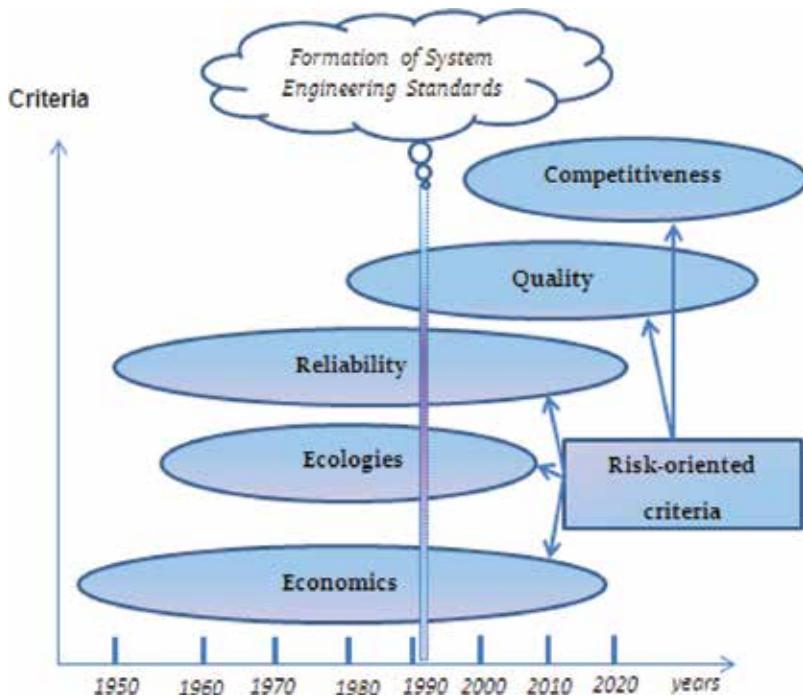 Formation of System
Engineering Standards
Criteria
Competitiveness
Quality
Reliability
Ecologies
Risk-oriented
criteria
Economics
1950 1960 1970 1980 1990 2000 2010 2020 years